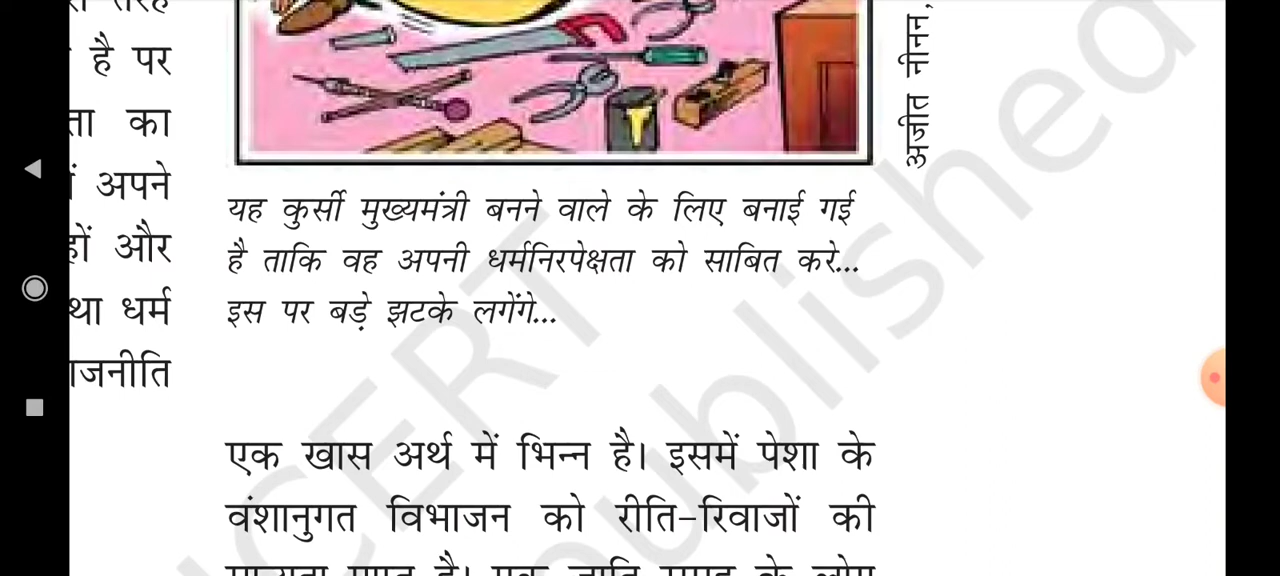 है पर
का
अपने
और
धर्म
अजीत नीनन,
यह कुर्सी मुख्यमंत्री बनने वाले के लिए बनाई गई
है ताकि वह अपनी धर्मनिरपेक्षता को साबित करे...
इस पर बड़े झटके लगेंगे...
एक खास अर्थ में भिन्न है। इसमें पेशा के
वंशानुगत विभाजन को रीति-रिवाजों की